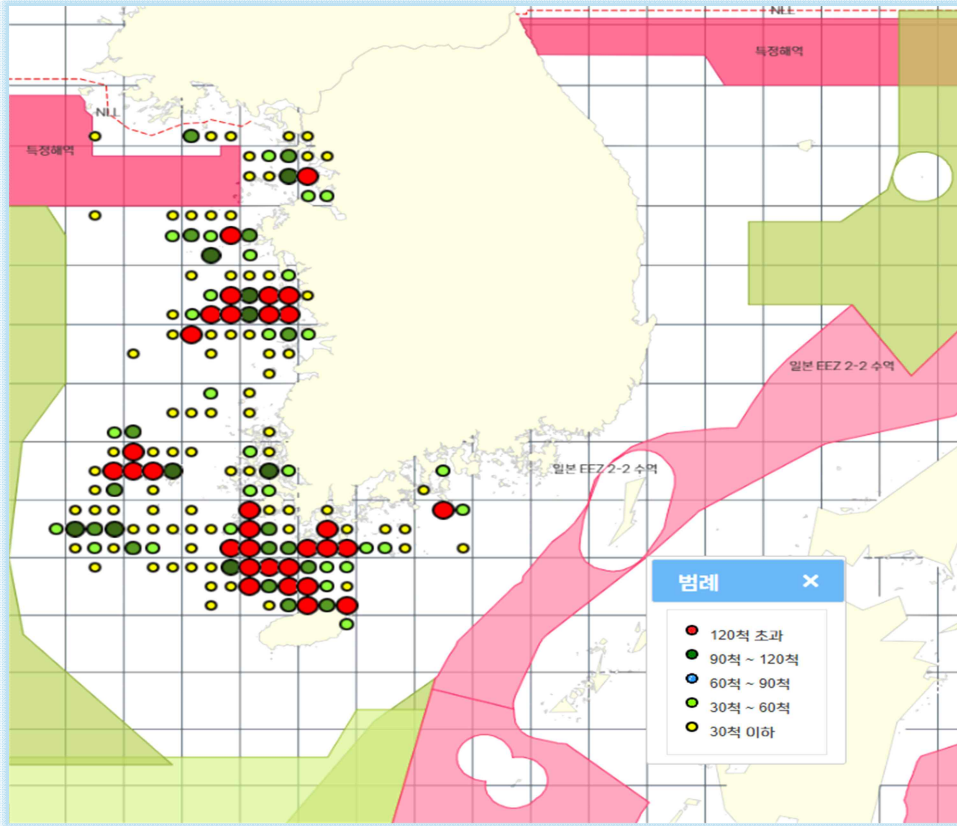 NLL
특정해역
NLL
특정해역
일본 EEZ 2-2 수역
일본 EEZ 2-2 수역
범례
×
120척 초과
90척 ~ 120척
60척 ~ 90척
30척 ~ 60척
30척 이하